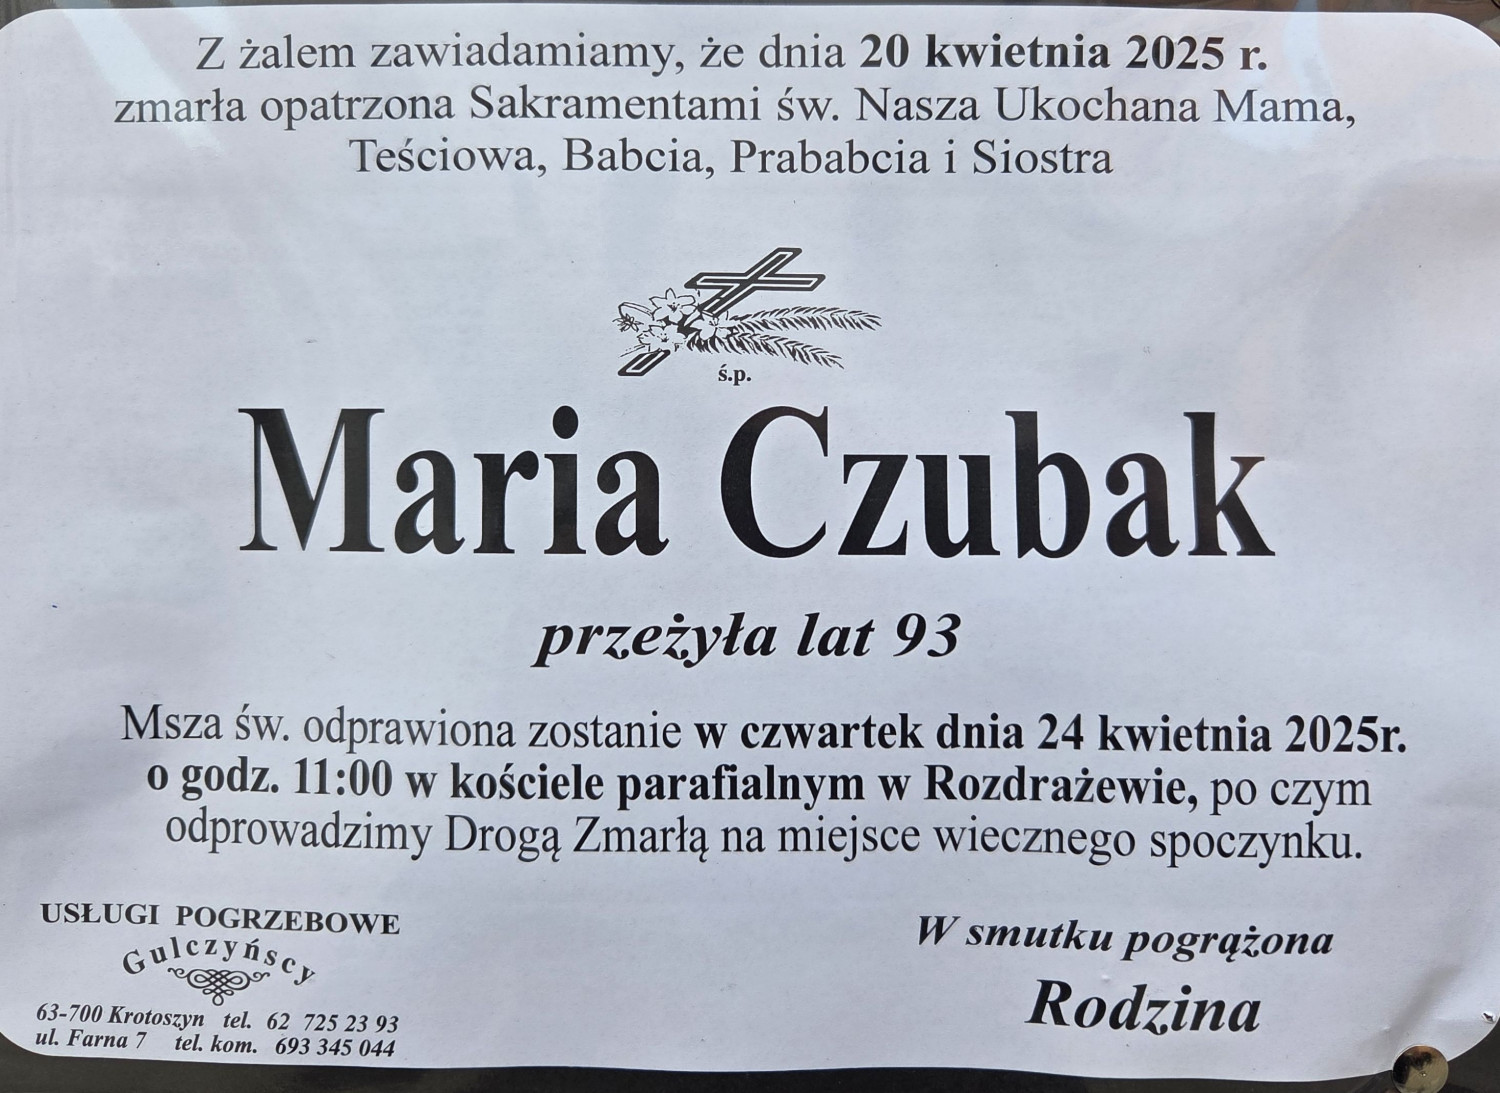 Z żalem zawiadamiamy, że dnia 20 kwietnia 2025 r.
zmarła opatrzona Sakramentami św. Nasza Ukochana Mama,
Teściowa, Babcia, Prababcia i Siostra
ś.p.
Maria Czubak
przeżyła lat 93
Msza św. odprawiona zostanie w czwartek dnia 24 kwietnia 2025r.
o godz. 11:00 w kościele parafialnym w Rozdrażewie, po czym
odprowadzimy Drogą Zmarłą na miejsce wiecznego spoczynku.
USŁUGI POGRZEBOWE
Gulczyńscy
63-700 Krotoszyn tel. 62 725 23 93
ul. Farna 7 tel. kom. 693 345 044
W smutku pogrążona
Rodzina